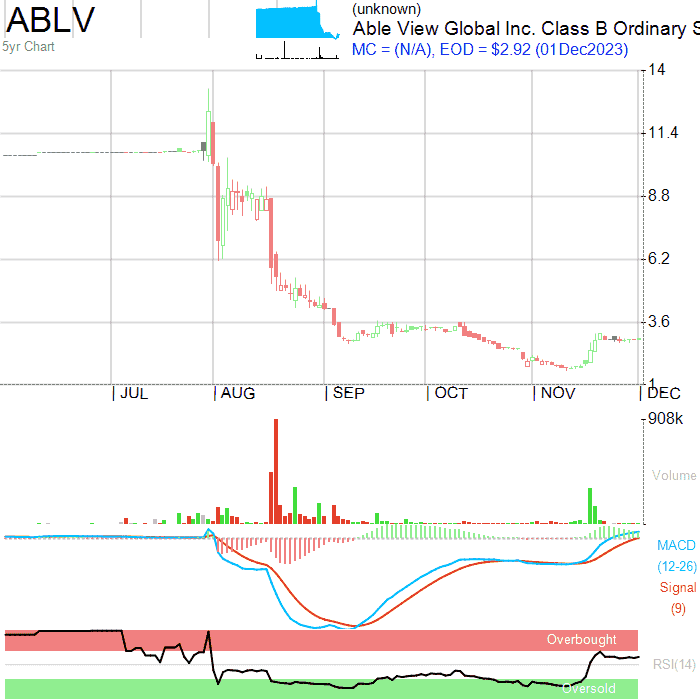 ABLV
5yr Chart
(unknown)
Able View Global Inc. Class B Ordinary S
MC = (N/A), EOD = $2.92 (01Dec2023)
14
11.4
8.8
6.2
3.6
1
JUL AUG SEP OCT NOV DEC
908k
Volume
MACD
(12-26)
Signal
(9)
Overbought
RSI(14)
Oversold